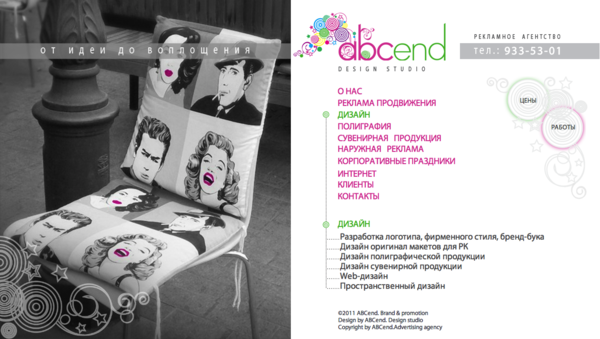 от идеи до воплощения
abcend
DESIGN STUDIO
РЕКЛАМНОЕ АГЕНТСТВО
тел.: 933-53-01
О НАС
РЕКЛАМА ПРОДВИЖЕНИЯ
ДИЗАЙН
ПОЛИГРАФИЯ
СУВЕНИРНАЯ ПРОДУКЦИЯ
НАРУЖНАЯ РЕКЛАМА
КОРПОРАТИВНЫЕ ПРАЗДНИКИ
ИНТЕРНЕТ
КЛИЕНТЫ
КОНТАКТЫ
ЦЕНЫ
РАБОТЫ
ДИЗАЙН
Разработка логотипа, фирменного стиля, бренд-бука
Дизайн оригинал макетов для РК
Дизайн полиграфической продукции
Дизайн сувенирной продукции
Web-дизайн
Пространственный дизайн
©2011 ABCend. Brand & promotion
Design by ABCend. Design studio
Copyright by ABCend.Advertising agency